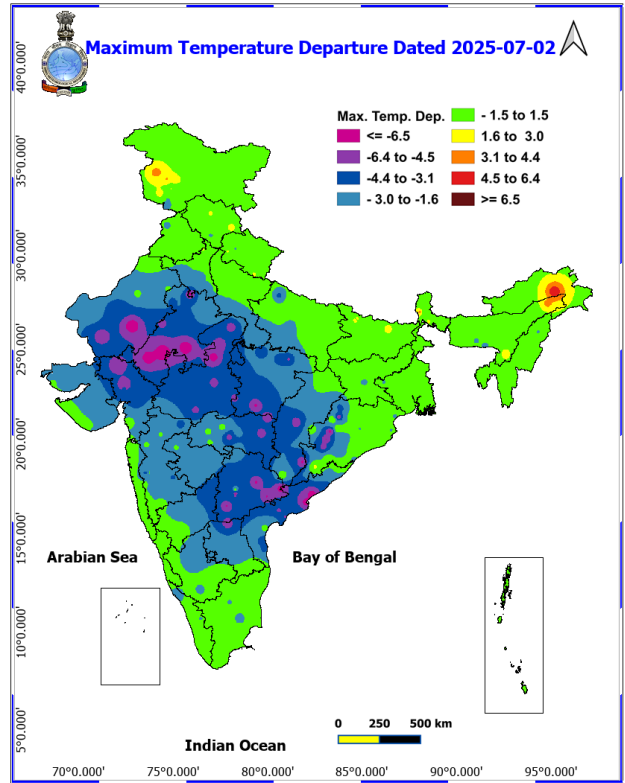 Maximum Temperature Departure Dated 2025-07-02
Max. Temp. Dep.
<= -6.5
-6.4 to -4.5
-4.4 to -3.1
- 3.0 to -1.6
- 1.5 to 1.5
1.6 to 3.0
3.1 to 4.4
4.5 to 6.4
>= 6.5
40°0.000'
35°0.000'
30°0.000'
25°0.000'
20°0.000'
15°0.000'
10°0.000'
5°0.000'
Arabian Sea
Bay of Bengal
Indian Ocean
0 250 500 km
70°0.000' 75°0.000' 80°0.000' 85°0.000' 90°0.000' 95°0.000'